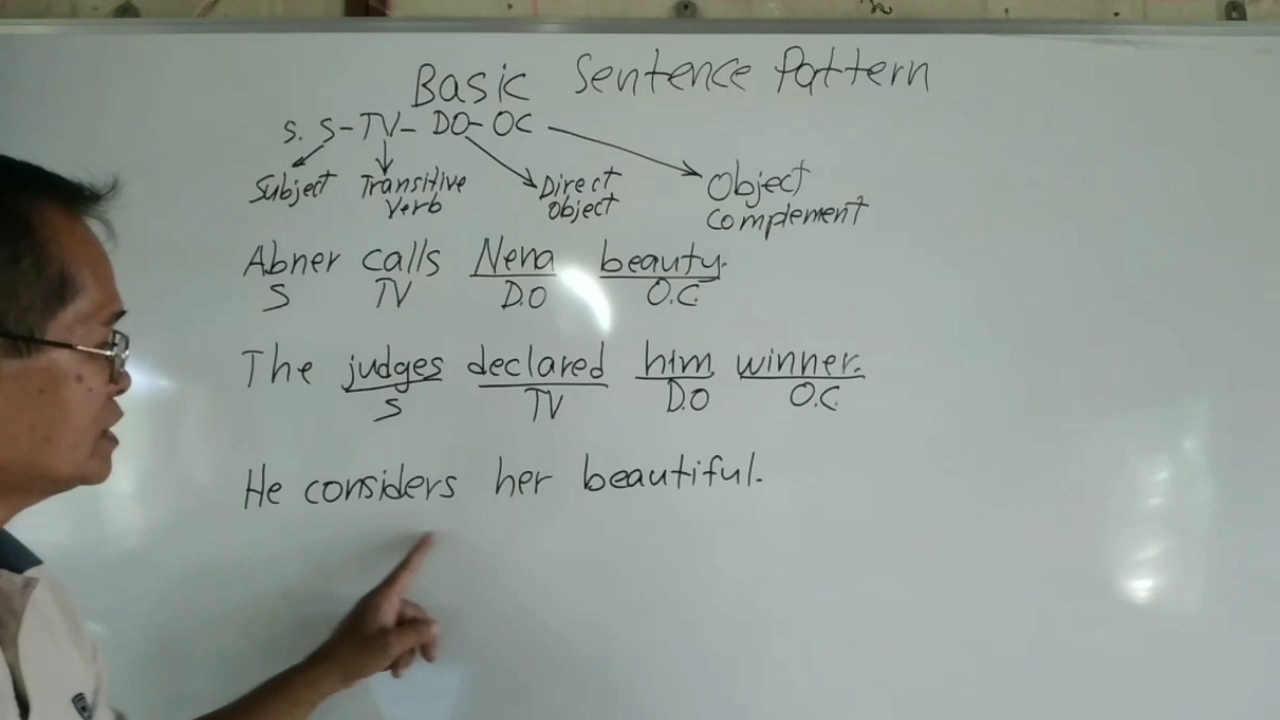 Basic Sentence Pattern
5. S-TV-DO-OC
Subject Transitive Verb Direct Object Object complement
Abner calls Nena beauty.
S TV D.O O.C.
The judges declared him winner.
S TV D.O O.C.
He considers her beautiful.